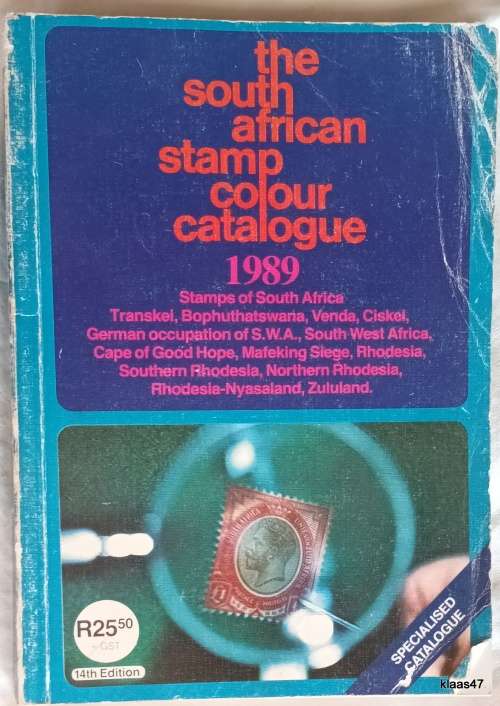 the
south
african
stamp
colour
catalogue
1989
Stamps of South Africa
Transkei, Bophuthatswana, Venda, Ciskei,
German occupation of S.W.A., South West Africa,
Cape of Good Hope, Mafeking Siege, Rhodesia,
Southern Rhodesia, Northern Rhodesia,
Rhodesia-Nyasaland, Zululand.
R25⁵⁰
+GST
14th Edition
SPECIALISED
CATALOGUE
klaas47